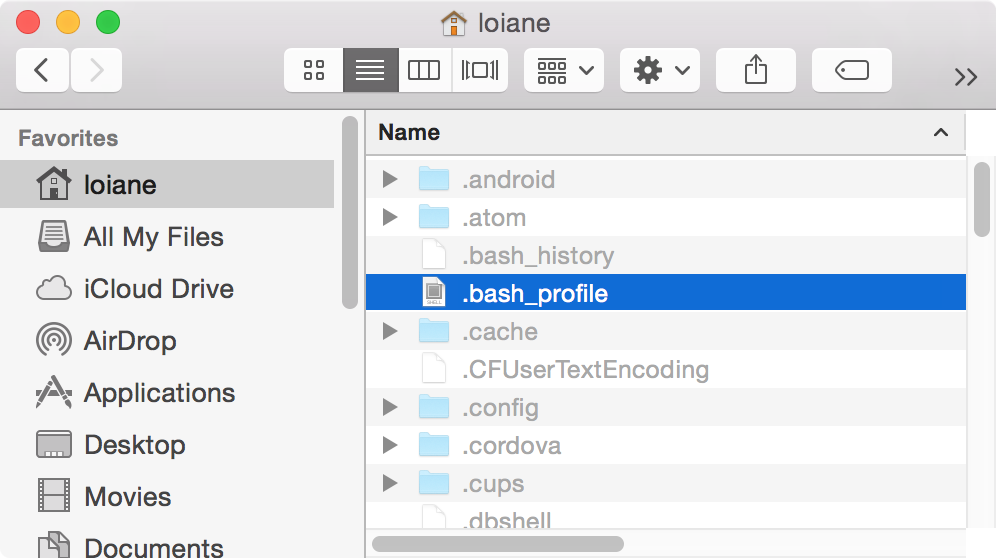 loiane
Favorites
loiane
All My Files
iCloud Drive
AirDrop
Applications
Desktop
Movies
Documents
Name
.android
.atom
.bash_history
SHELL
.bash_profile
.cache
.CFUserTextEncoding
.config
.cordova
.cups
.dbshell